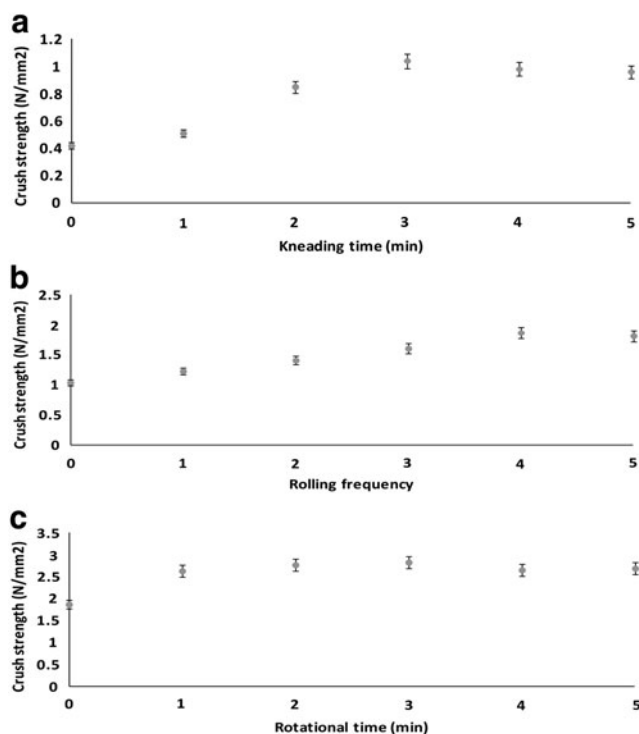 a
1.2
1
0.8
0.6
0.4
0.2
0
Crush strength (N/mm2)
0 1 2 3 4 5
Kneading time (min)
b
2.5
2
1.5
1
0.5
0
Crush strength (N/mm2)
0 1 2 3 4 5
Rolling frequency
c
3.5
3
2.5
2
1.5
1
0.5
0
Crush strength (N/mm2)
0 1 2 3 4 5
Rotational time (min)